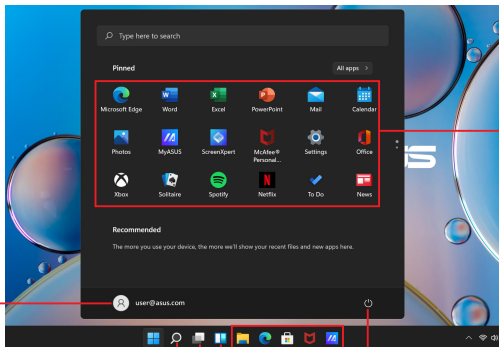 Type here to search
Pinned
All apps >
Microsoft Edge Word Excel PowerPoint Mail Calendar
Photos MyASUS ScreenXpert McAfee® Personal... Settings Office
Xbox Solitaire Spotify Netflix To Do News
Recommended
The more you use your device, the more we'll show your recent files and new apps here.
user@asus.com